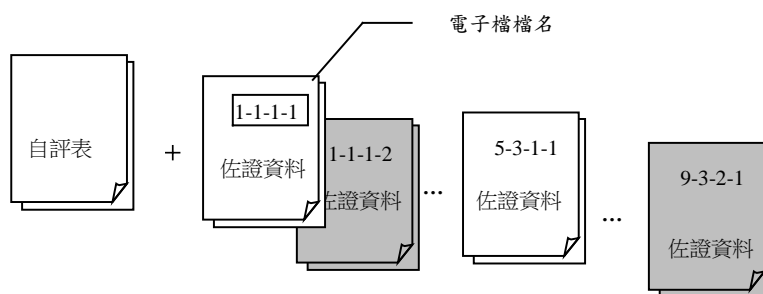 電子檔檔名
自評表
+
1-1-1-1
佐證資料
1-1-1-2
佐證資料
...
5-3-1-1
佐證資料
...
9-3-2-1
佐證資料